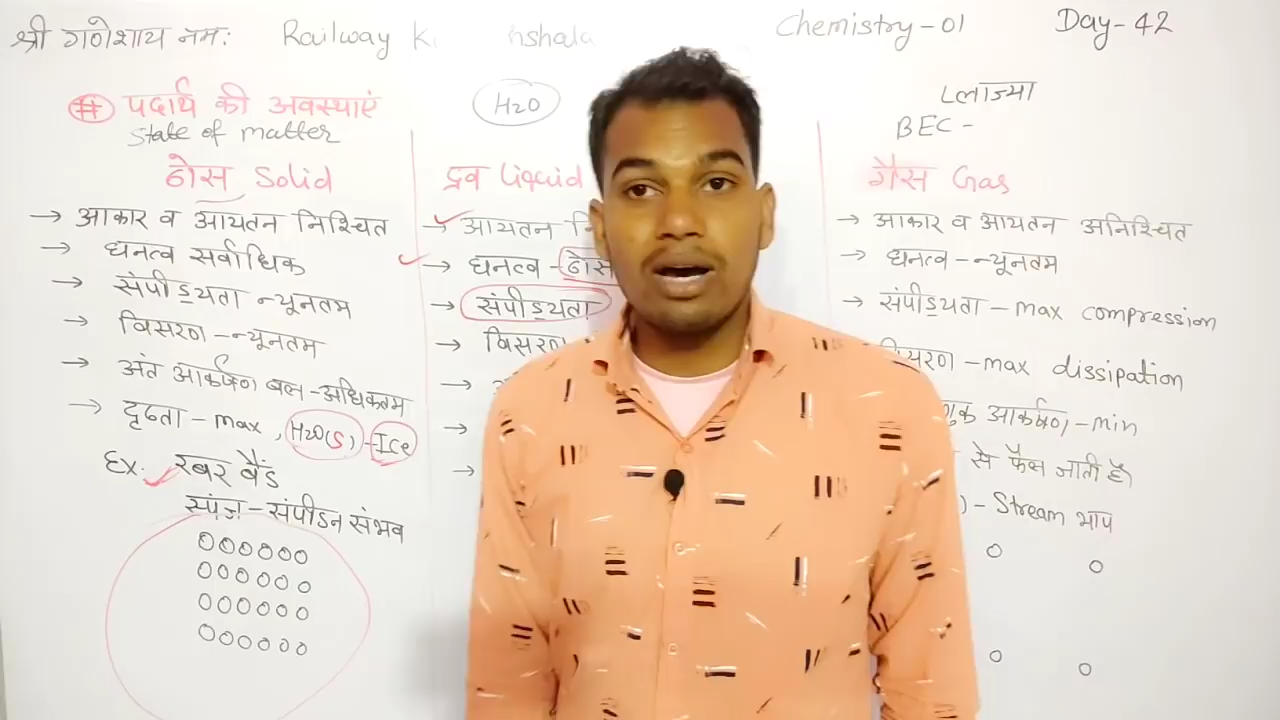 श्री गणेशाय नमः Railway nshala Chemistry-01 Day-42
# पदार्थ की अवस्थाएं
State of matter
H2O
प्लाज्मा
BEC -
ठोस Solid
→ आकार व आयतन निश्चित
→ घनत्व सर्वाधिक
→ संपीड्यता न्यूनतम
→ विसरण - न्यूनतम
→ अंत आकर्षण बल - अधिकतम
→ दृढता - max, H2O(S) - Ice
Ex. रबर बैंड
स्पंज - संपीडन संभव
द्रव Liquid
→ आयतन नि
→ घनत्व - ठोस
→ संपीड्यता
→ विसरण
→
→
→
गैस Gas
→ आकार व आयतन अनिश्चित
→ घनत्व - न्यूनतम
→ संपीड्यता - max compression
विसरण - max dissipation
णुक आकर्षण - min
से फैल जाती है
) - Stream भाप